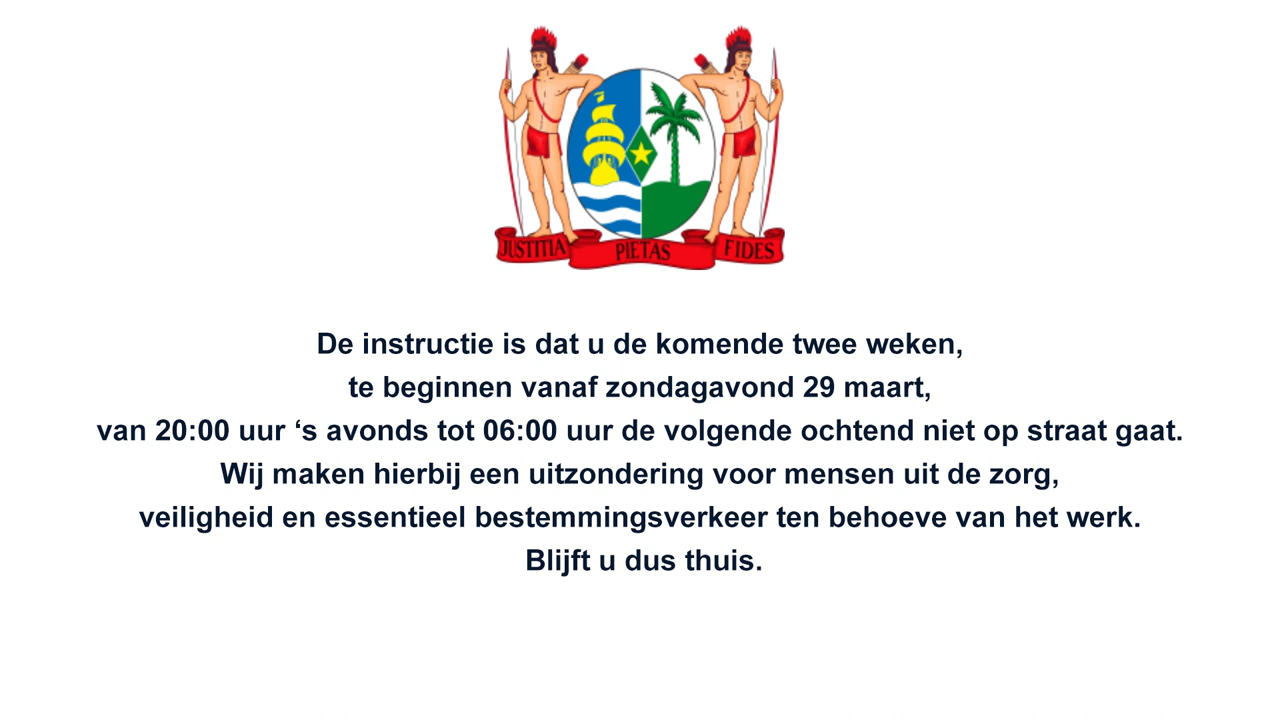 JUSTITIA PIETAS FIDES
De instructie is dat u de komende twee weken,
te beginnen vanaf zondagavond 29 maart,
van 20:00 uur ‘s avonds tot 06:00 uur de volgende ochtend niet op straat gaat.
Wij maken hierbij een uitzondering voor mensen uit de zorg,
veiligheid en essentieel bestemmingsverkeer ten behoeve van het werk.
Blijft u dus thuis.